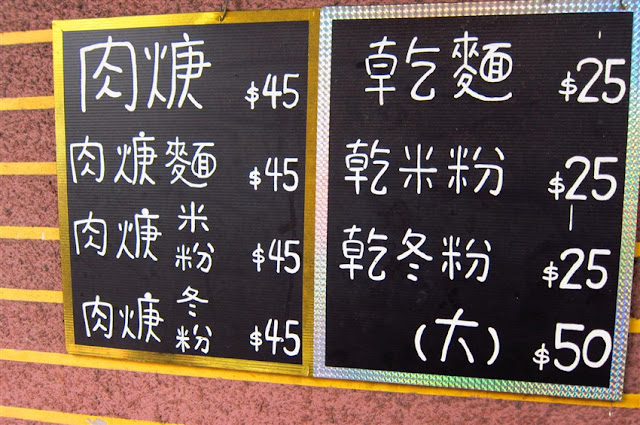 肉焿 $45
肉焿麵 $45
肉焿米粉 $45
肉焿冬粉 $45
乾麵 $25
乾米粉 $25
乾冬粉 $25
(大) $50